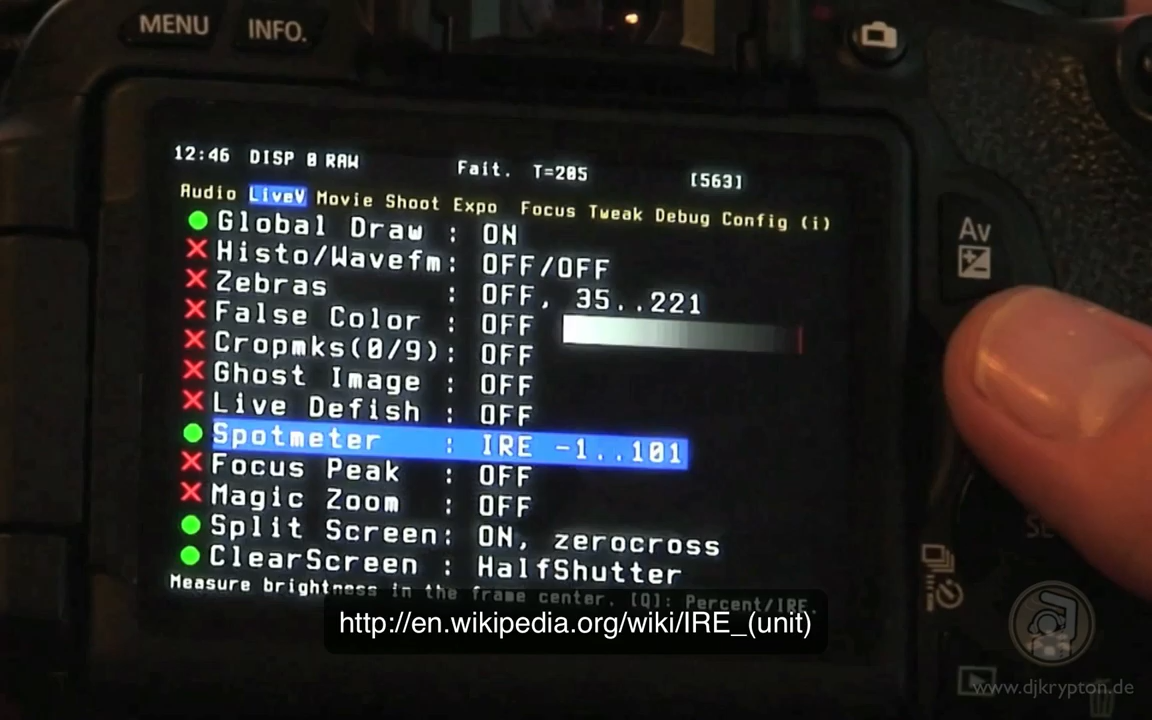 MENU INFO.
12:46 DISP 0 RAW Fait. T=205 [563]
Audio LiveV Movie Shoot Expo Focus Tweak Debug Config (i)
Global Draw : ON
Histo/Wavefm: OFF/OFF
Zebras : OFF, 35..221
False Color : OFF
Cropmks(0/9): OFF
Ghost Image : OFF
Live Defish : OFF
Spotmeter : IRE -1..101
Focus Peak : OFF
Magic Zoom : OFF
Split Screen: ON, zerocross
ClearScreen : HalfShutter
Measure brightness in the frame center. [Q]: Percent/IRE.
Av
http://en.wikipedia.org/wiki/IRE_(unit)
www.djkrypton.de